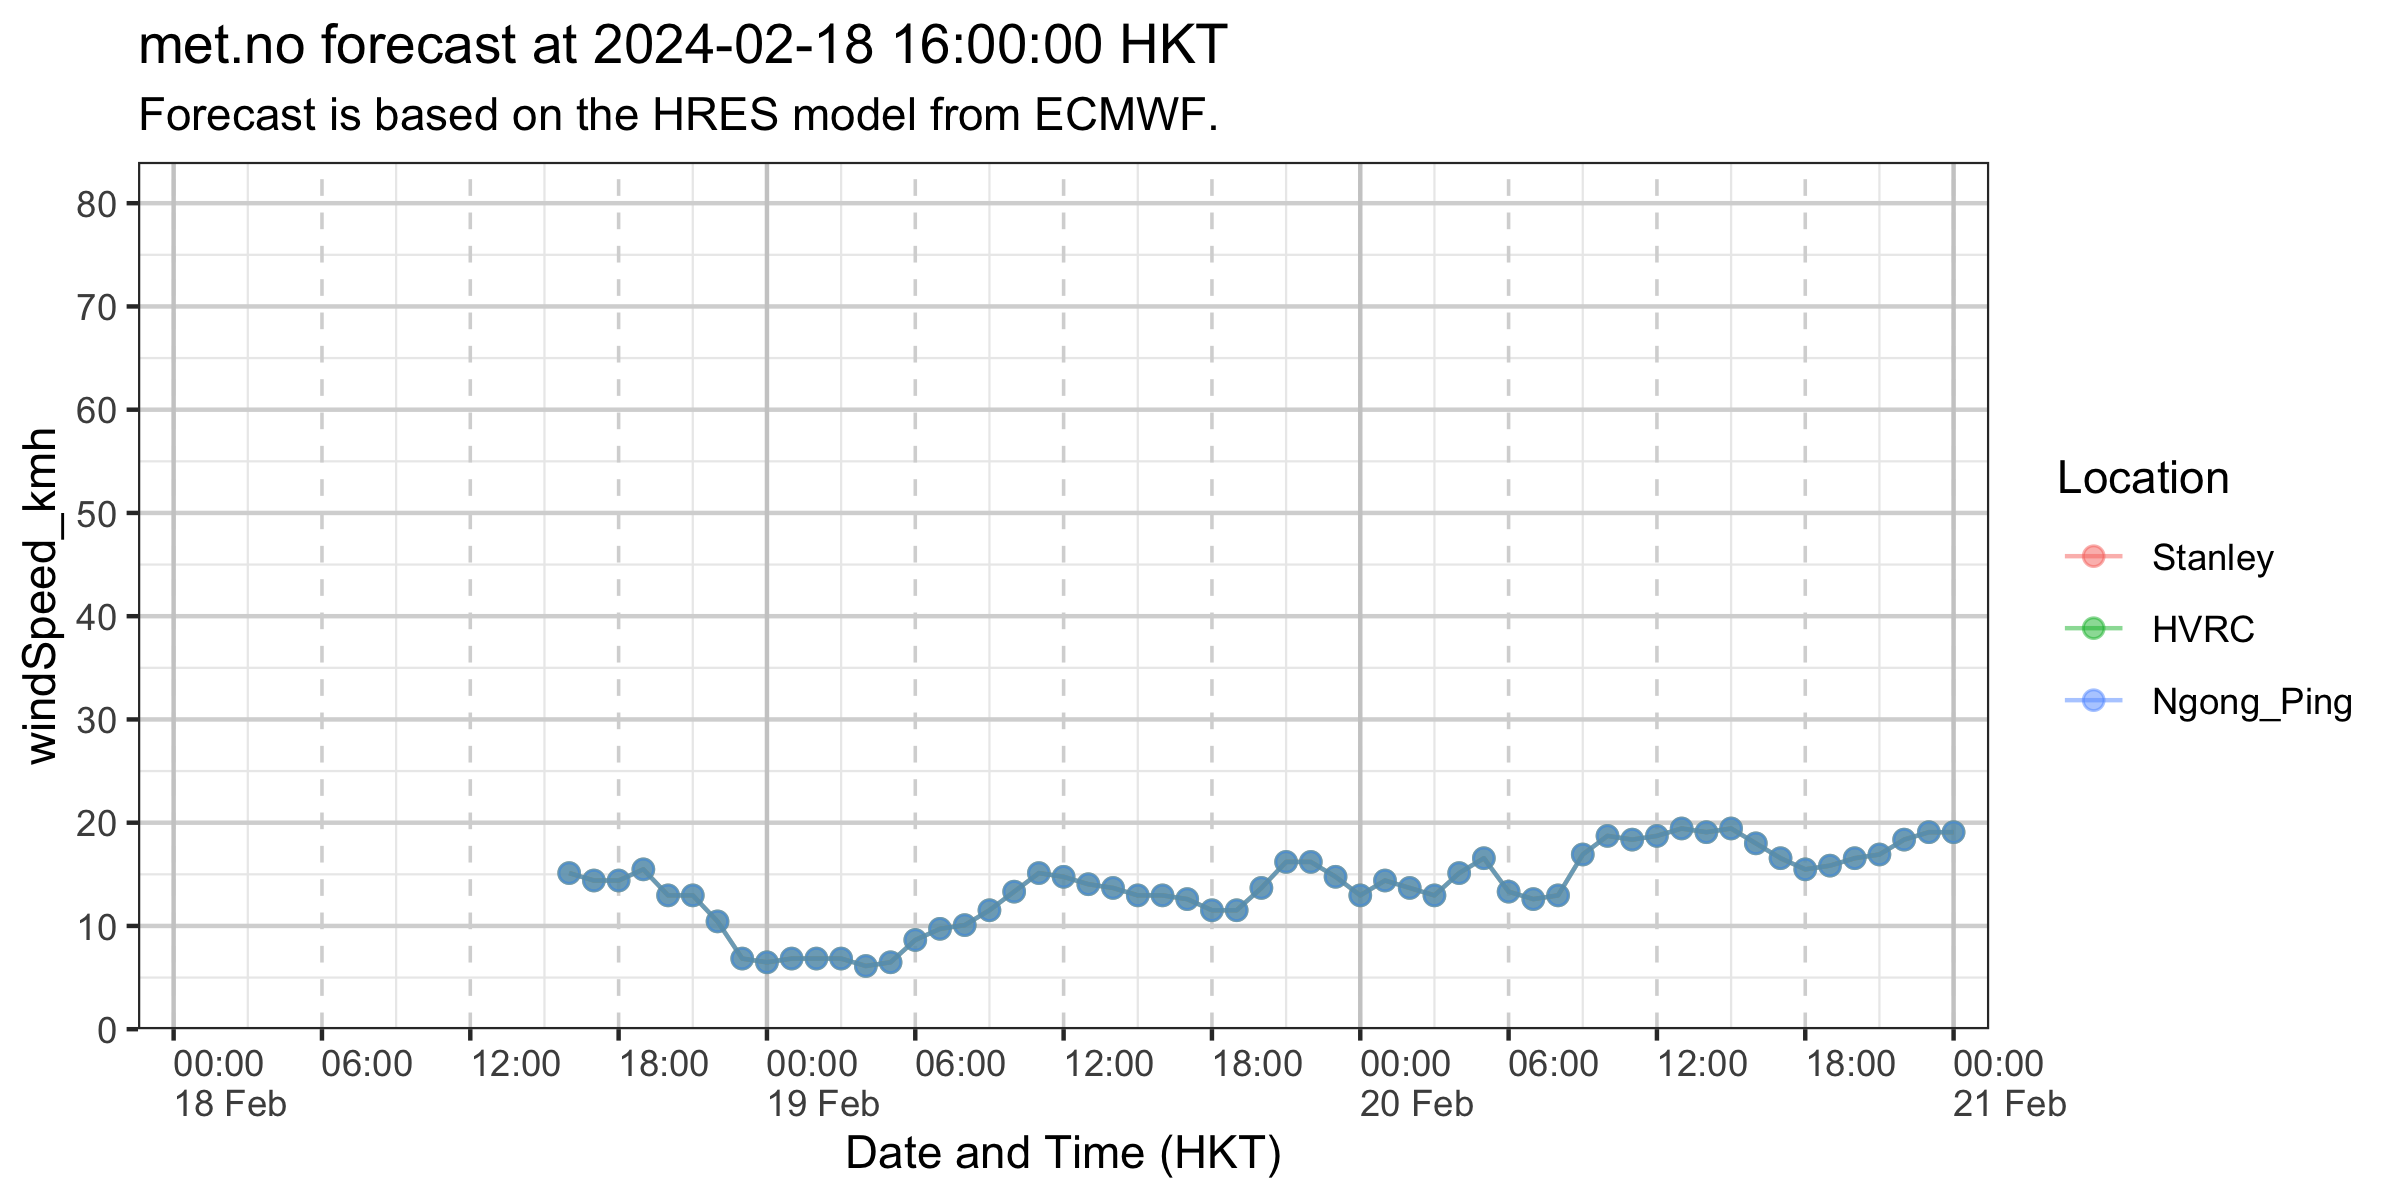 met.no forecast at 2024-02-18 16:00:00 HKT
Forecast is based on the HRES model from ECMWF.
windSpeed_kmh
80
70
60
50
40
30
20
10
0
00:00 06:00 12:00 18:00 00:00 06:00 12:00 18:00 00:00 06:00 12:00 18:00 00:00
18 Feb 19 Feb 20 Feb 21 Feb
Date and Time (HKT)
Location
Stanley
HVRC
Ngong_Ping